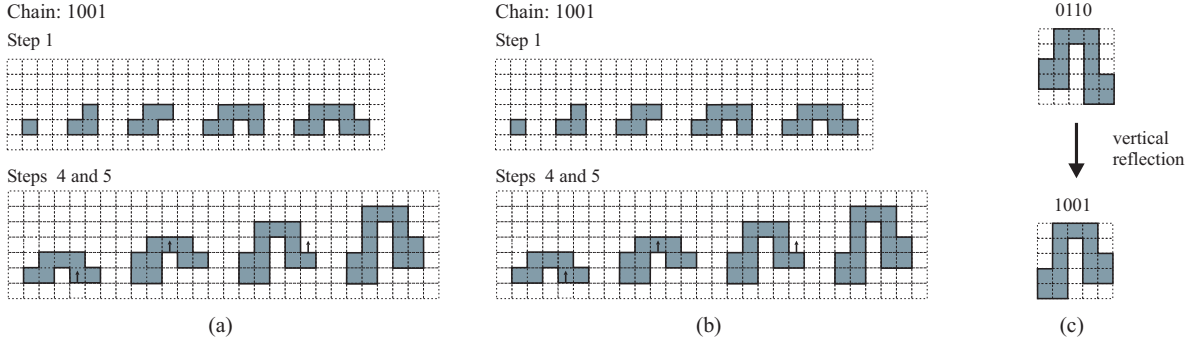 Chain: 1001
Step 1
Steps 4 and 5
(a)
Chain: 1001
Step 1
Steps 4 and 5
(b)
0110
vertical
reflection
1001
(c)